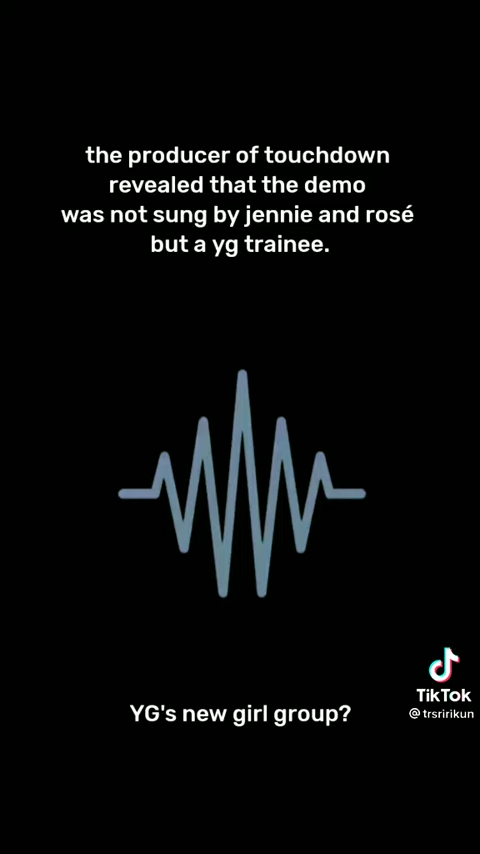 the producer of touchdown
revealed that the demo
was not sung by jennie and rosé
but a yg trainee.
TikTok
@trsririkun
YG's new girl group?